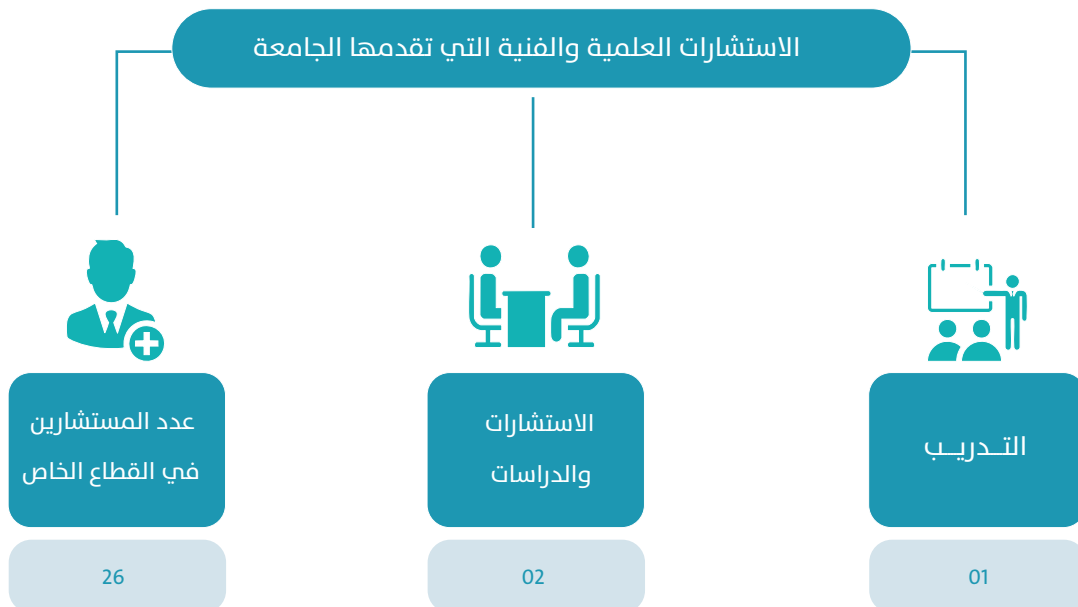 الاستشارات العلمية والفنية التي تقدمها الجامعة
التــدريــب
01
الاستشارات
والدراسات
02
عدد المستشارين
في القطاع الخاص
26